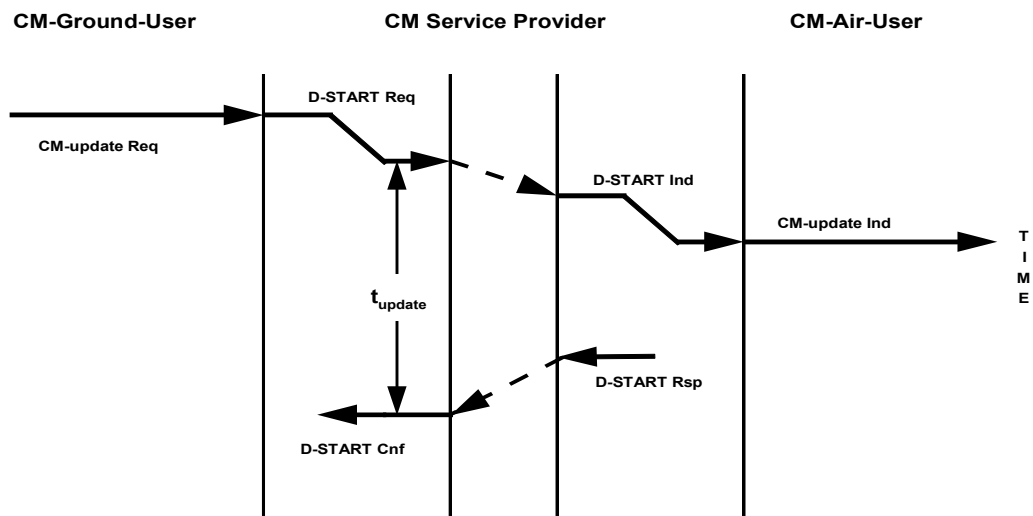 CM-Ground-User CM Service Provider CM-Air-User
D-START Req
CM-update Req
D-START Ind
CM-update Ind
T
I
M
E
tupdate
D-START Rsp
D-START Cnf